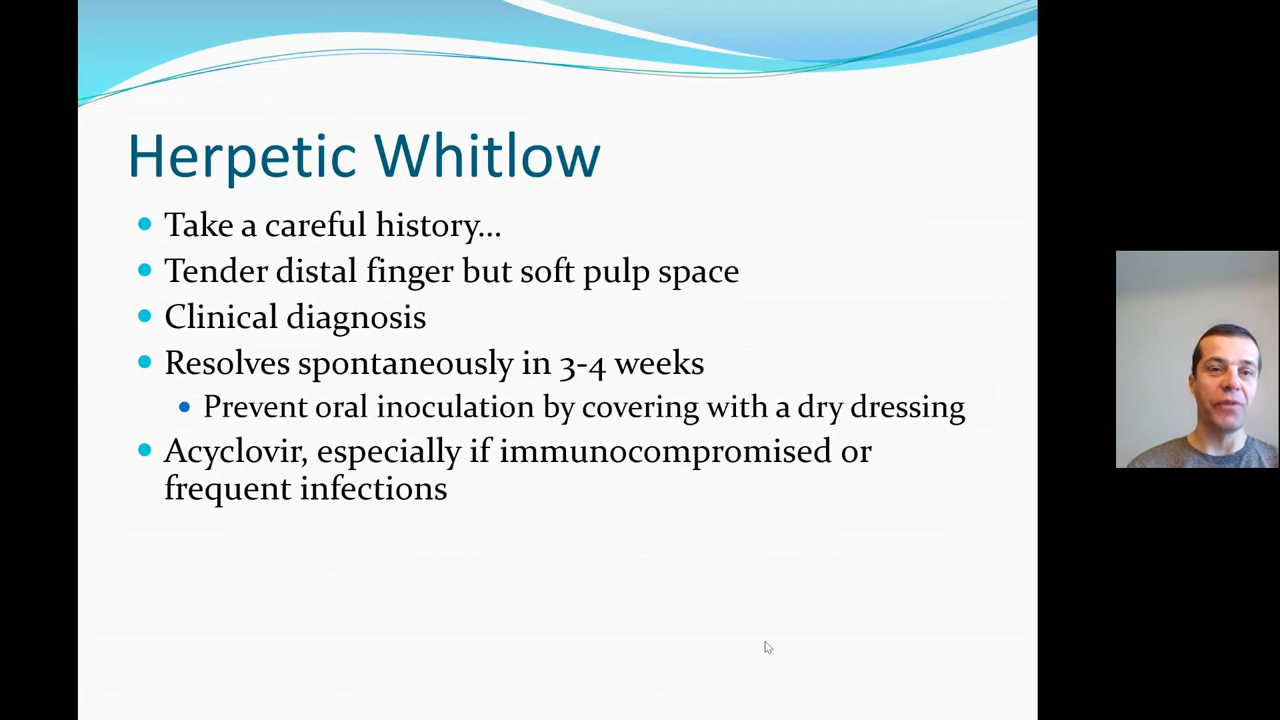 Herpetic Whitlow
Take a careful history...
Tender distal finger but soft pulp space
Clinical diagnosis
Resolves spontaneously in 3-4 weeks
Prevent oral inoculation by covering with a dry dressing
Acyclovir, especially if immunocompromised or
frequent infections